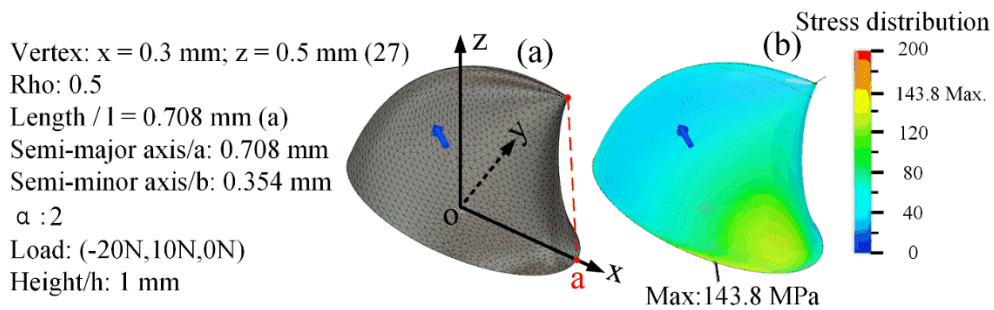 Vertex: x = 0.3 mm; z = 0.5 mm (27)
Rho: 0.5
Length / l = 0.708 mm (a)
Semi-major axis/a: 0.708 mm
Semi-minor axis/b: 0.354 mm
α :2
Load: (-20N,10N,0N)
Height/h: 1 mm
z
(a)
y
o
x
a
(b)
Max:143.8 MPa
Stress distribution
200
143.8 Max.
120
80
40
0